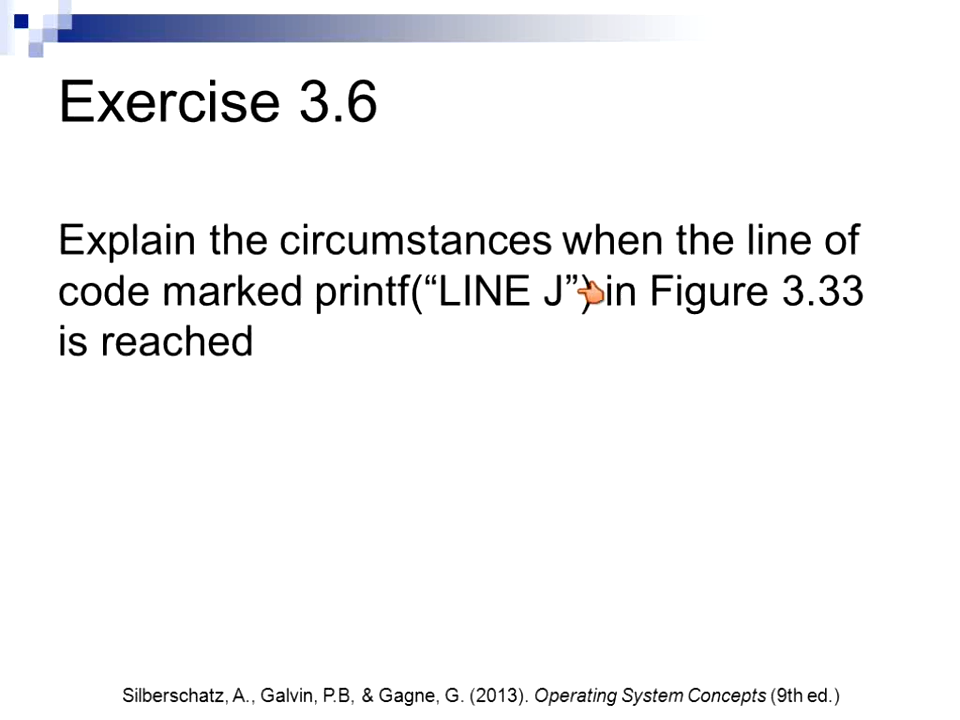 Exercise 3.6
Explain the circumstances when the line of
code marked printf(“LINE J”) in Figure 3.33
is reached
Silberschatz, A., Galvin, P.B, & Gagne, G. (2013). Operating System Concepts (9th ed.)